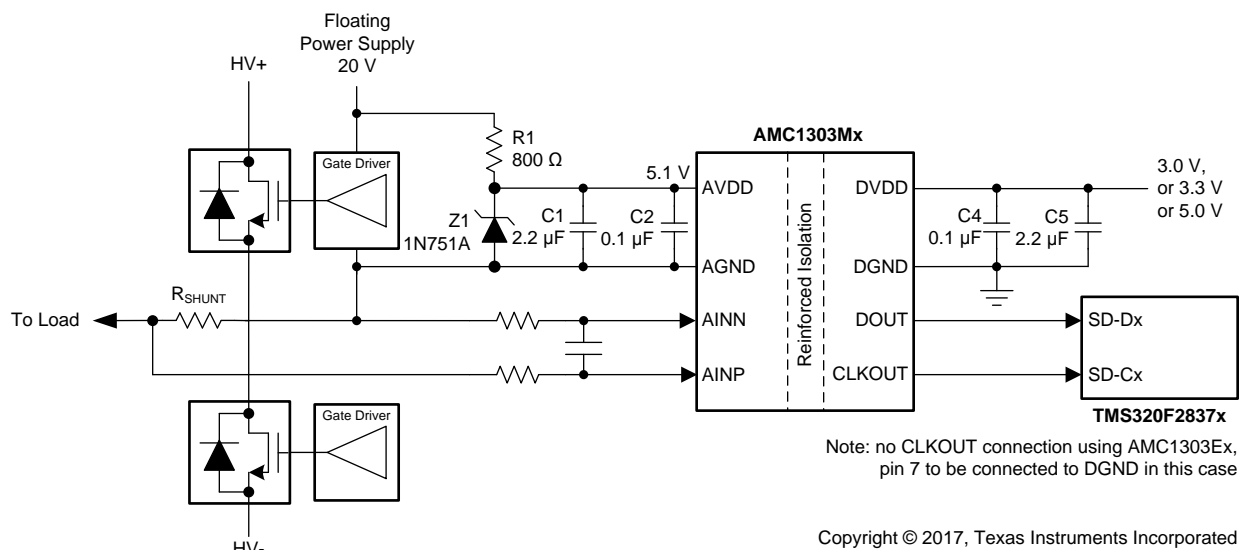 Floating
Power Supply
20 V
HV+
R1
800 Ω
AMC1303Mx
Gate Driver
5.1 V
AVDD
DVDD
3.0 V,
or 3.3 V
or 5.0 V
Z1
1N751A
C1
2.2 µF
C2
0.1 µF
C4
0.1 µF
C5
2.2 µF
AGND
DGND
Reinforced Isolation
RSHUNT
To Load
AINN
DOUT
SD-Dx
AINP
CLKOUT
SD-Cx
TMS320F2837x
Gate Driver
Note: no CLKOUT connection using AMC1303Ex,
pin 7 to be connected to DGND in this case
HV-
Copyright © 2017, Texas Instruments Incorporated